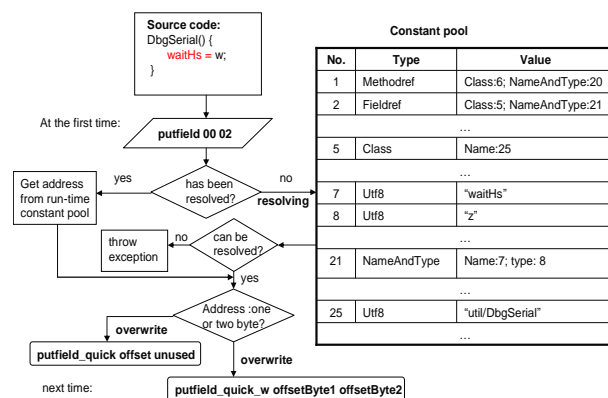 Source code:
DbgSerial() {
waitHs = w;
}
At the first time:
putfield 00 02
has been
resolved?
yes
no
resolving
Get address
from run-time
constant pool
can be
resolved?
no
throw
exception
yes
Address :one
or two byte?
overwrite
putfield_quick offset unused
overwrite
next time:
putfield_quick_w offsetByte1 offsetByte2
Constant pool
No. Type Value
1 Methodref Class:6; NameAndType:20
2 Fieldref Class:5; NameAndType:21
…
5 Class Name:25
…
7 Utf8 “waitHs”
8 Utf8 “z”
…
21 NameAndType Name:7; type: 8
…
25 Utf8 “util/DbgSerial”
…